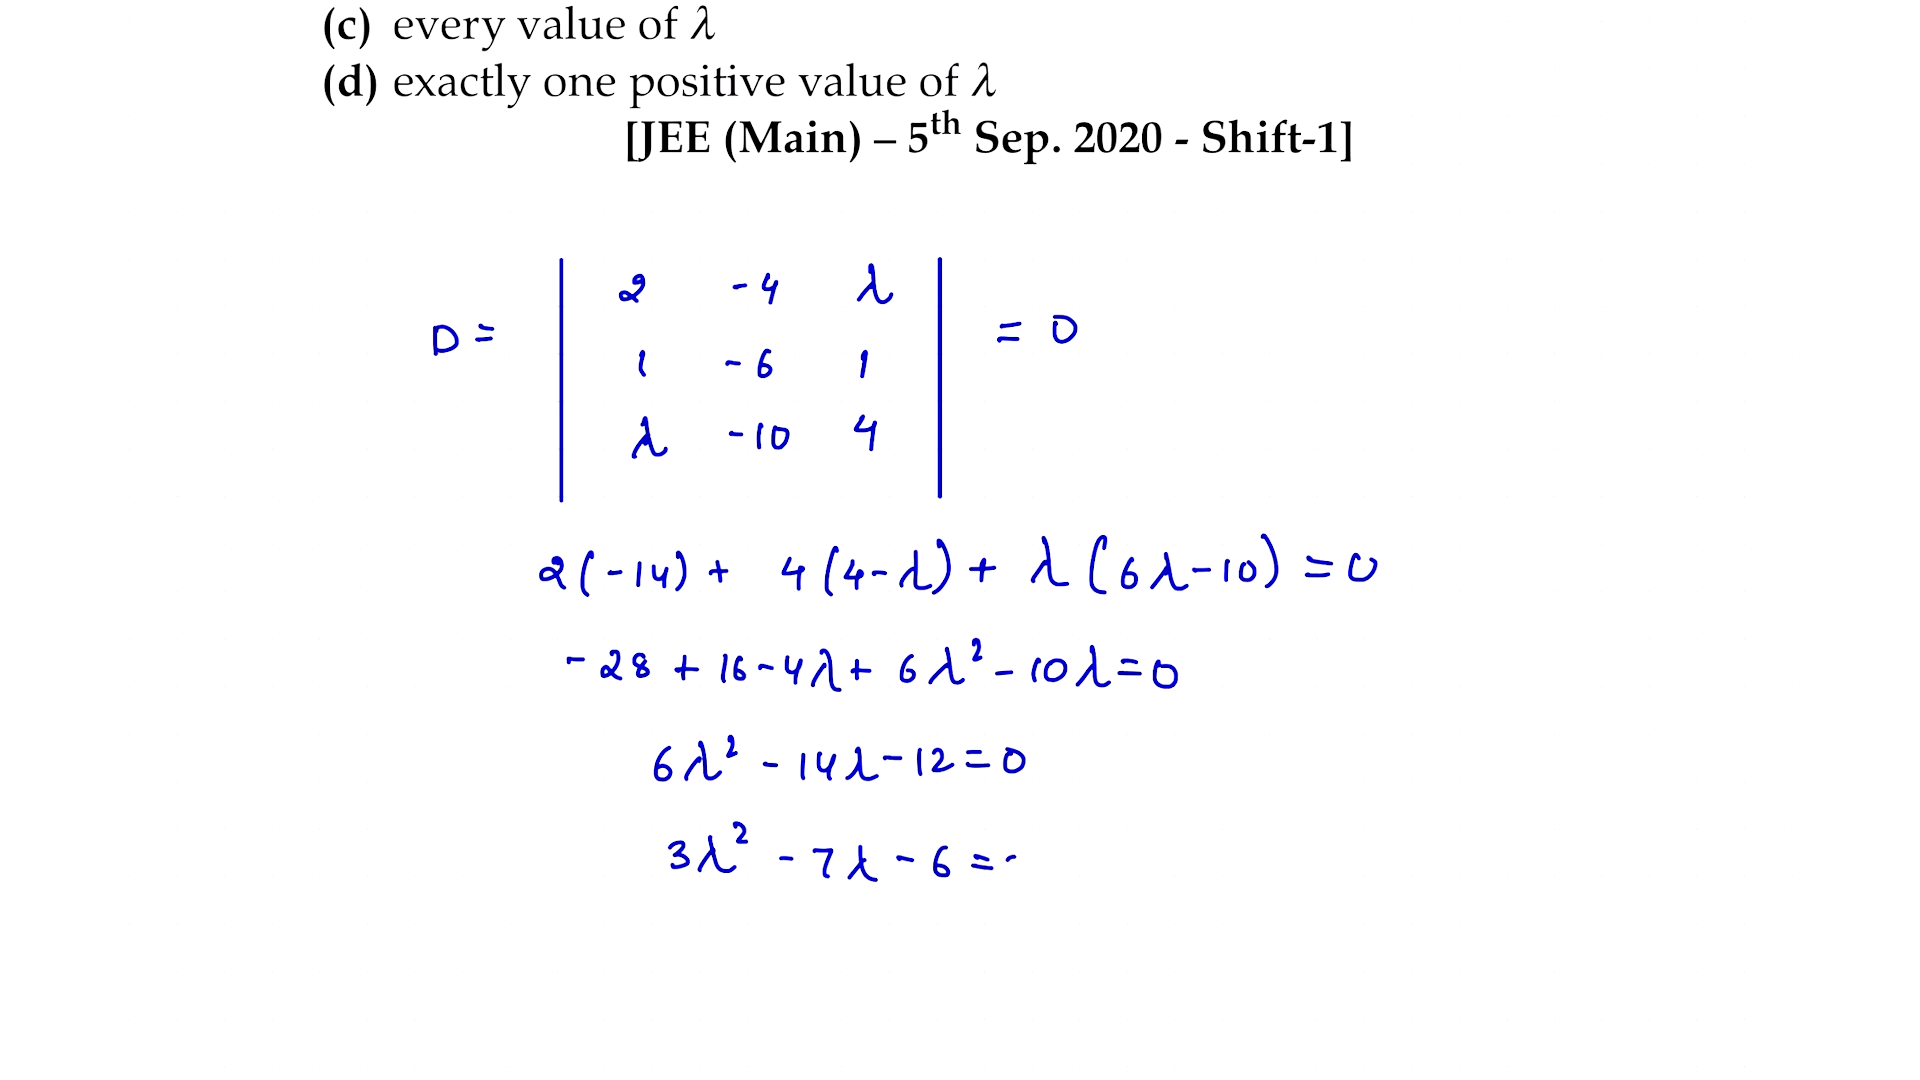 (c) every value of λ
(d) exactly one positive value of λ
[JEE (Main) – 5th Sep. 2020 - Shift-1]
2 -4 λ
D = = 0
1 -6 1
λ -10 4
2(-14) + 4(4-λ) + λ(6λ-10) = 0
-28 + 16 - 4λ + 6λ² - 10λ = 0
6λ² - 14λ - 12 = 0
3λ² - 7λ - 6 =